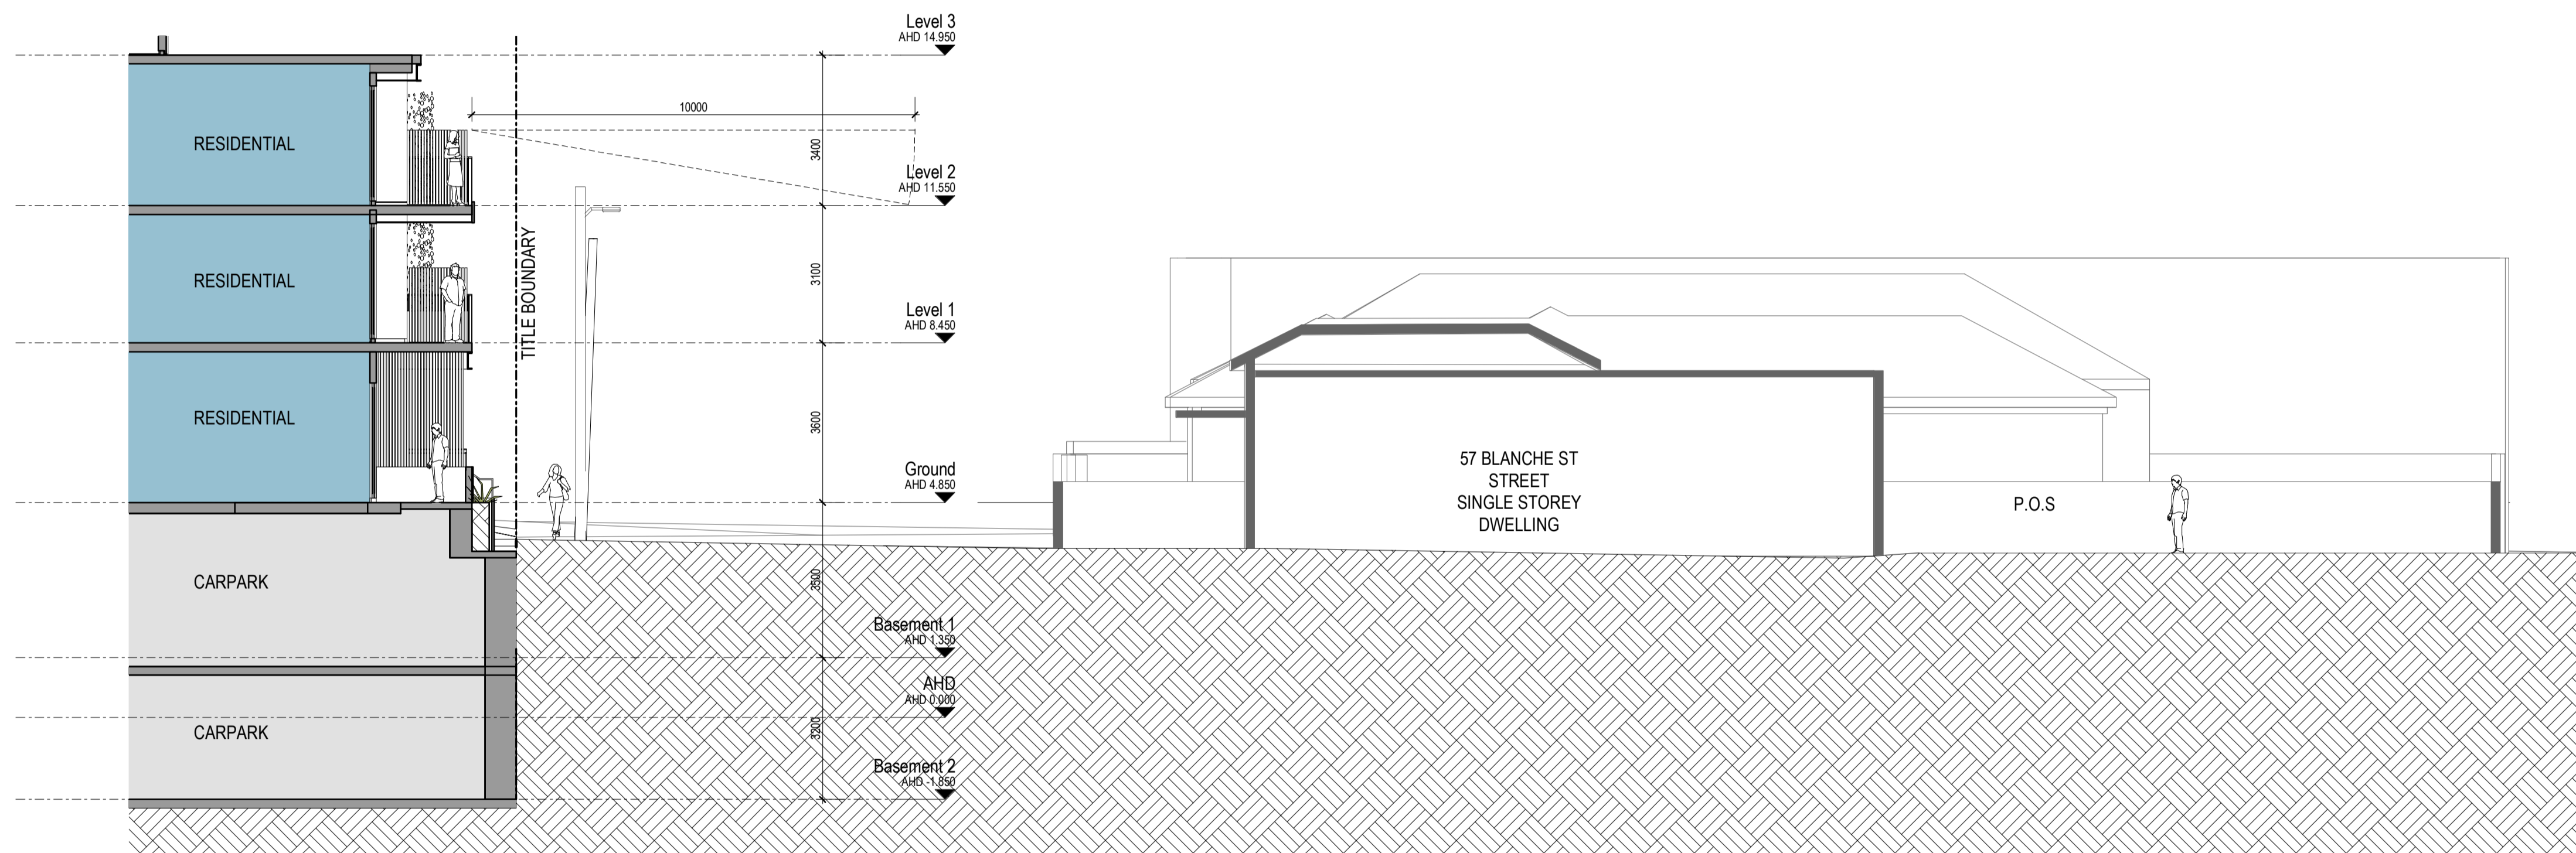 Level 3
AHD 14.950
10000
RESIDENTIAL
3400
Level 2
AHD 11.550
TITLE BOUNDARY
RESIDENTIAL
3100
Level 1
AHD 8.450
RESIDENTIAL
3600
Ground
AHD 4.850
57 BLANCHE ST
STREET
SINGLE STOREY
DWELLING
P.O.S
CARPARK
3500
Basement 1
AHD 1.350
AHD
AHD 0.000
CARPARK
3200
Basement 2
AHD -1.850